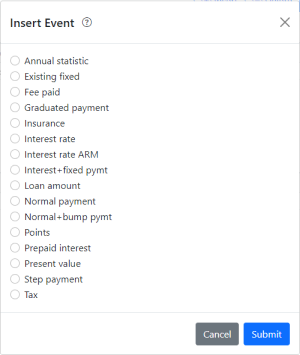 Insert Event
Annual statistic
Existing fixed
Fee paid
Graduated payment
Insurance
Interest rate
Interest rate ARM
Interest+fixed pymt
Loan amount
Normal payment
Normal+bump pymt
Points
Prepaid interest
Present value
Step payment
Tax
Cancel Submit